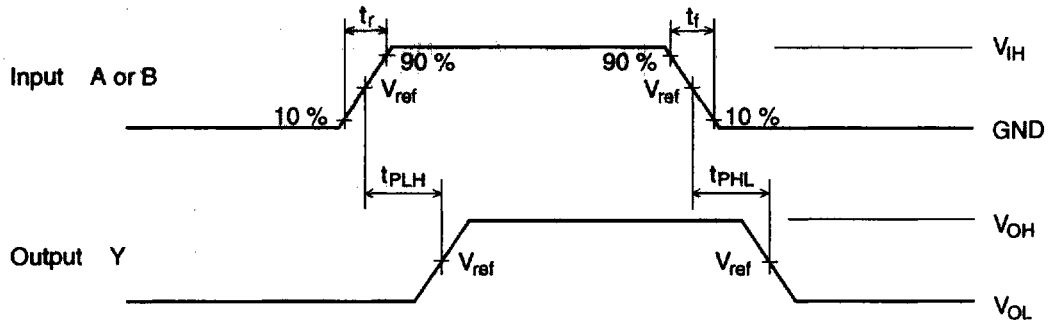 tr tf
VIH
90 % 90 %
Input A or B Vref Vref
10 % 10 %
GND
tPLH tPHL
VOH
Output Y Vref Vref
VOL